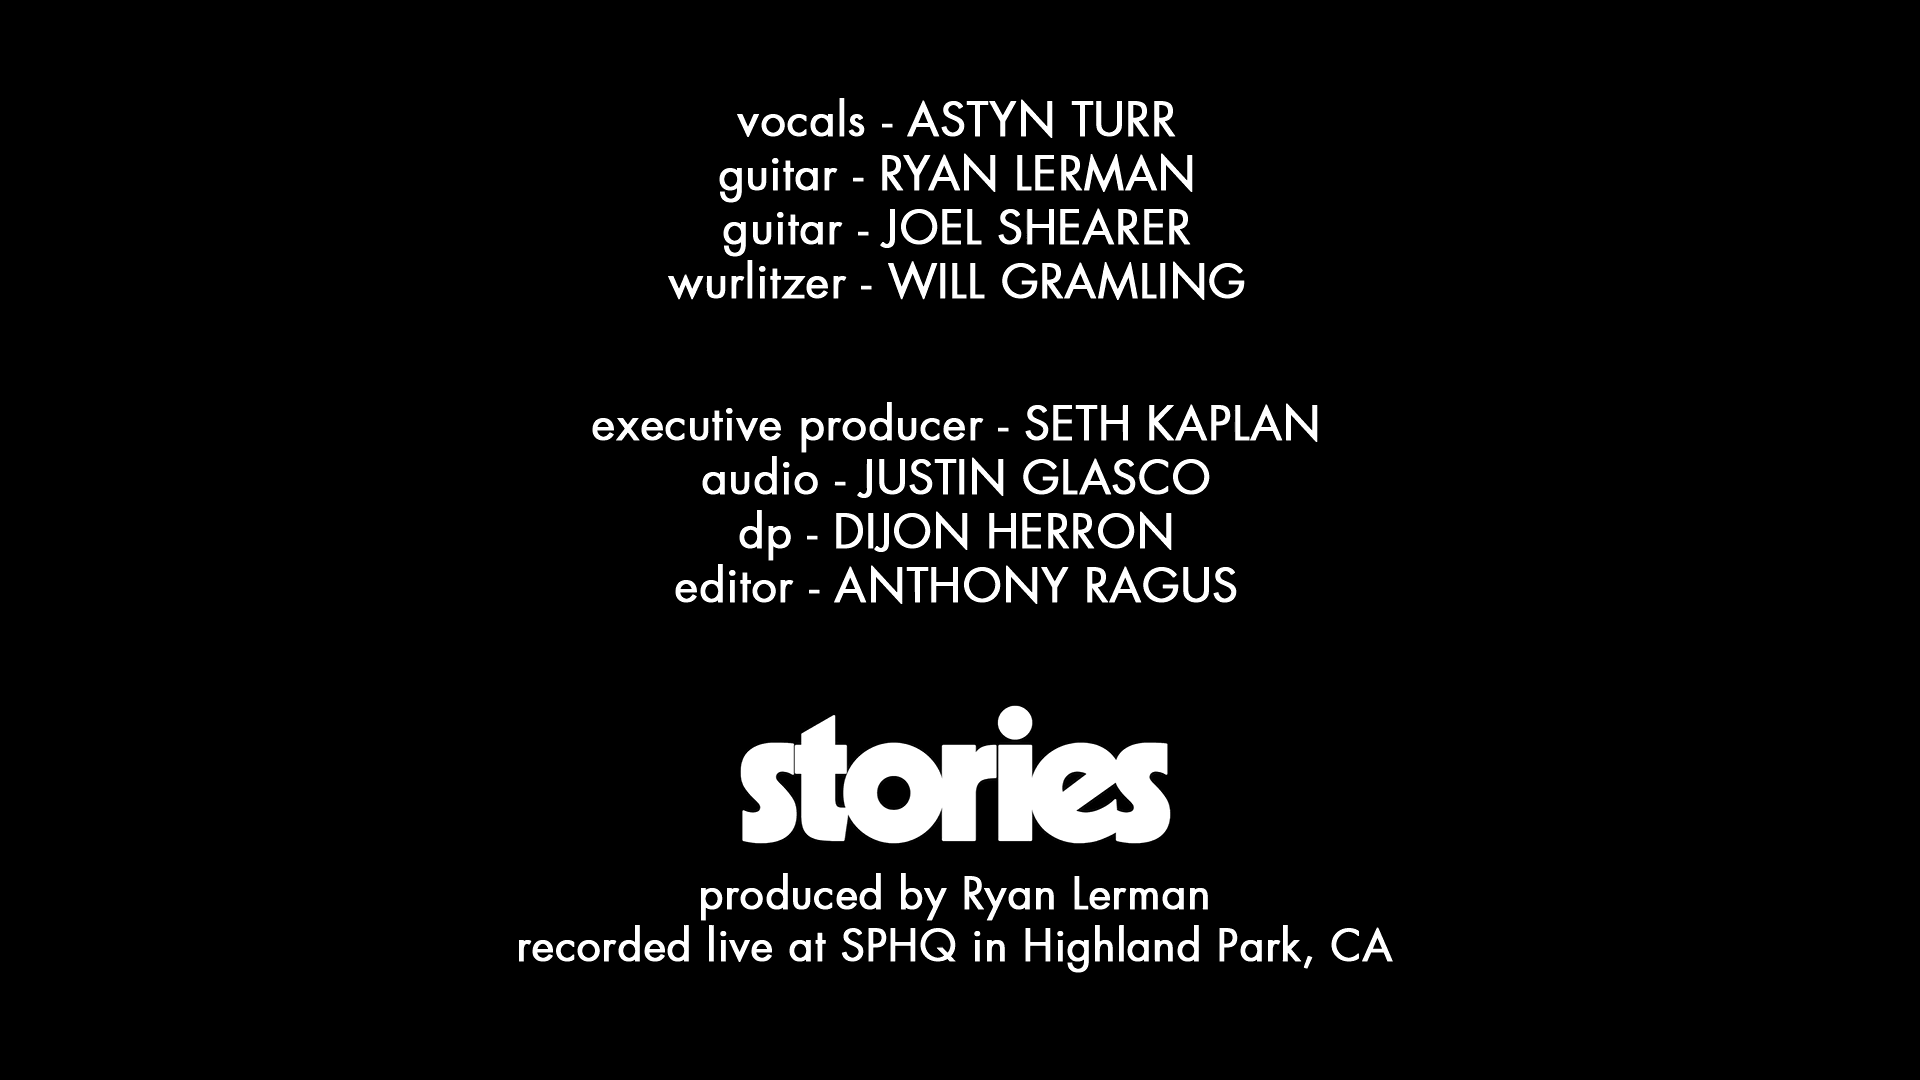 vocals - ASTYN TURR
guitar - RYAN LERMAN
guitar - JOEL SHEARER
wurlitzer - WILL GRAMLING
executive producer - SETH KAPLAN
audio - JUSTIN GLASCO
dp - DIJON HERRON
editor - ANTHONY RAGUS
stories
produced by Ryan Lerman
recorded live at SPHQ in Highland Park, CA